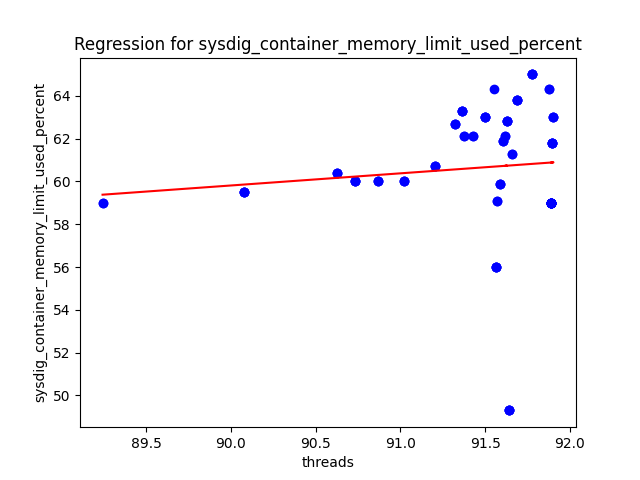 Regression for sysdig_container_memory_limit_used_percent
sysdig_container_memory_limit_used_percent
64
62
60
58
56
54
52
50
89.5 90.0 90.5 91.0 91.5 92.0
threads